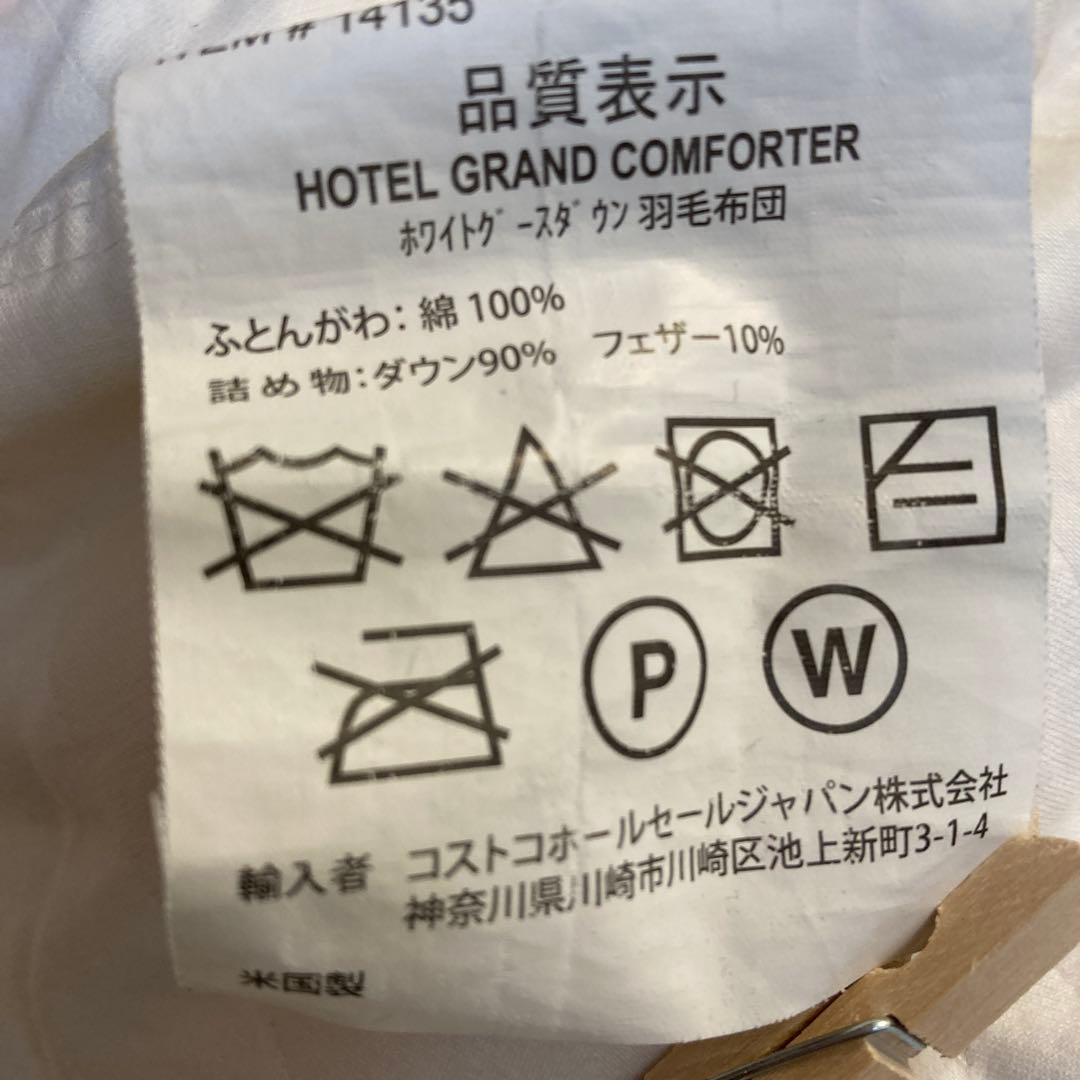 ITEM # 14135
品質表示
HOTEL GRAND COMFORTER
ﾎﾜｲﾄｸﾞｰｽﾀﾞｳﾝ 羽毛布団
ふとんがわ：綿 100%
詰め物：ダウン90% フェザー10%
P W
輸入者 コストコホールセールジャパン株式会社
神奈川県川崎市川崎区池上新町3-1-4
米国製